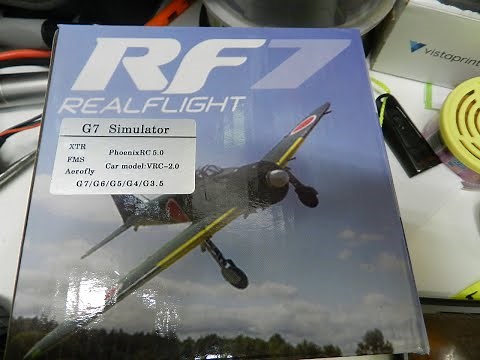 RF7
REALFLIGHT
G7 Simulator
XTR
PhoenixRC 5.0
FMS
Car model:VRC-2.0
Aerofly
G7/G6/G5/G4/G3.5
vistaprint